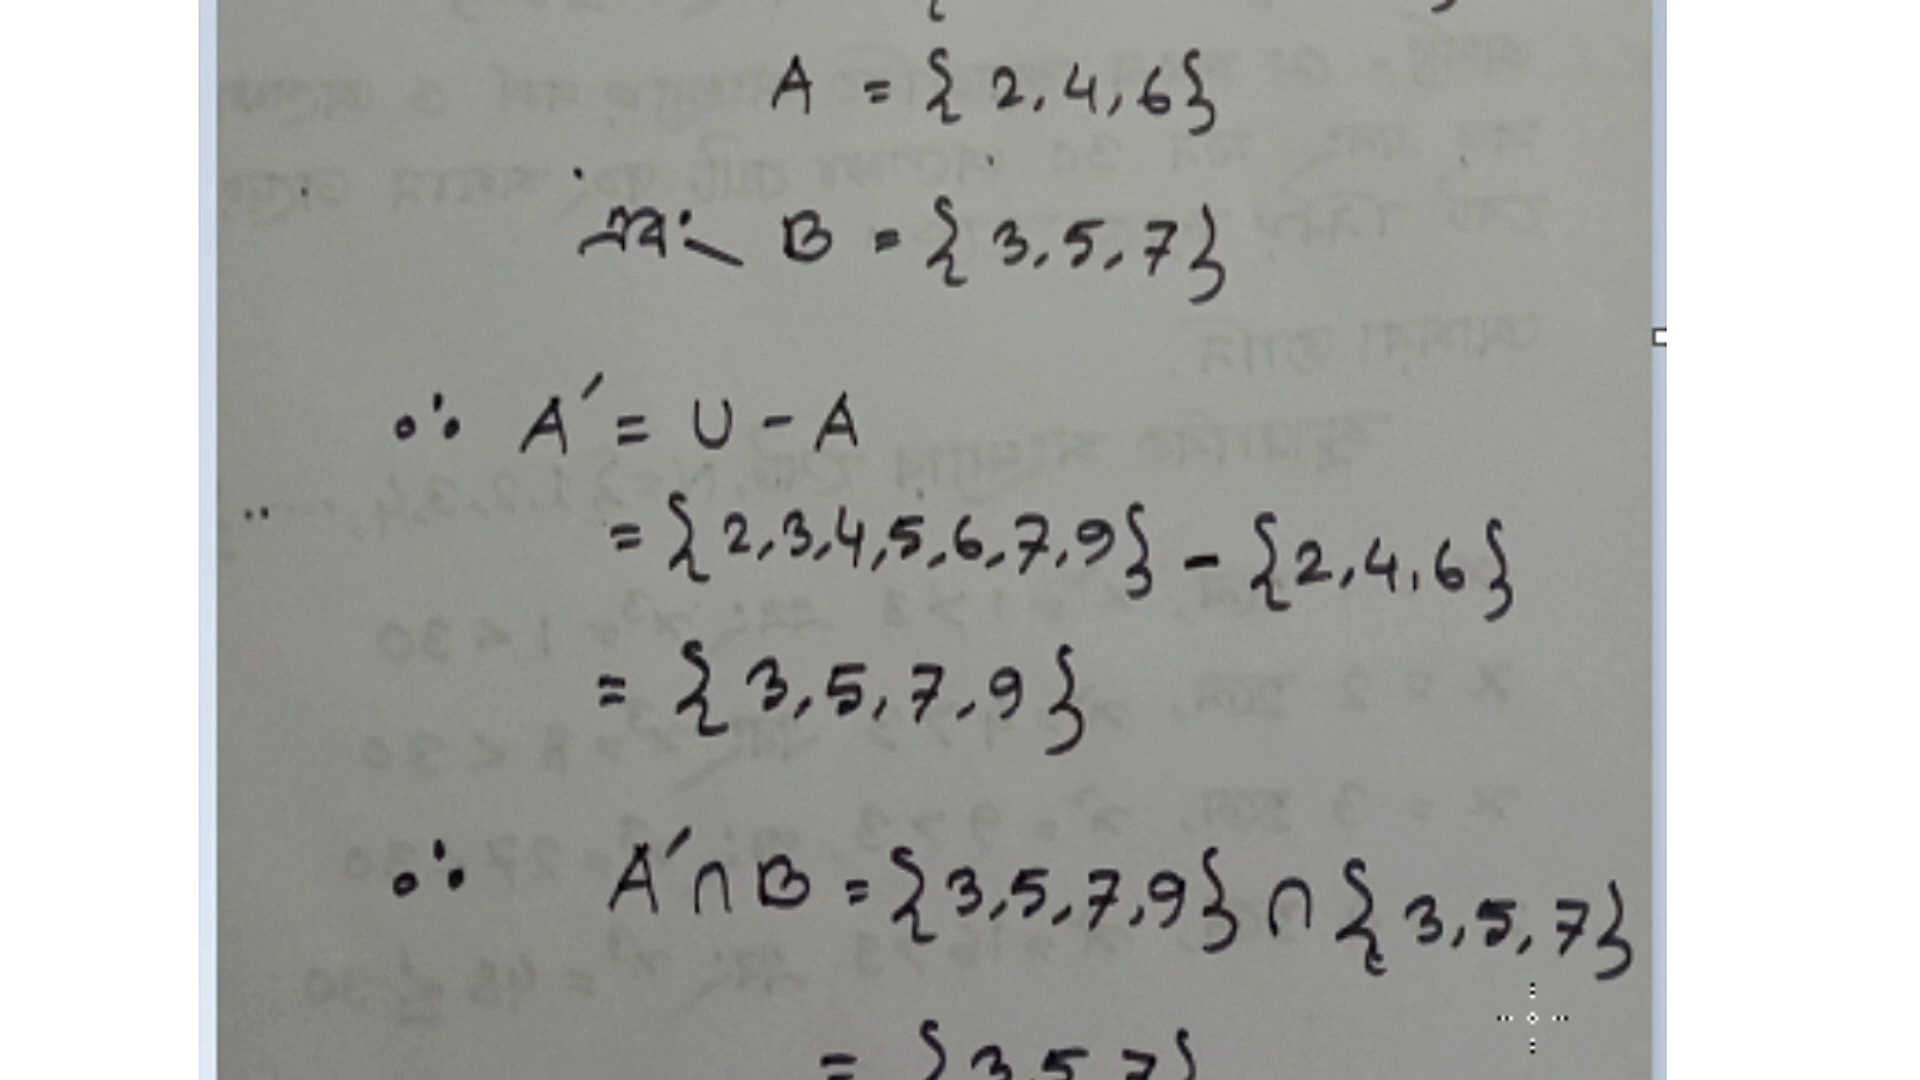 A = {2, 4, 6}
এবং B = {3, 5, 7}
∴ A′ = U - A
= {2, 3, 4, 5, 6, 7, 9} - {2, 4, 6}
= {3, 5, 7, 9}
∴ A′ ∩ B = {3, 5, 7, 9} ∩ {3, 5, 7}
= {3, 5, 7}